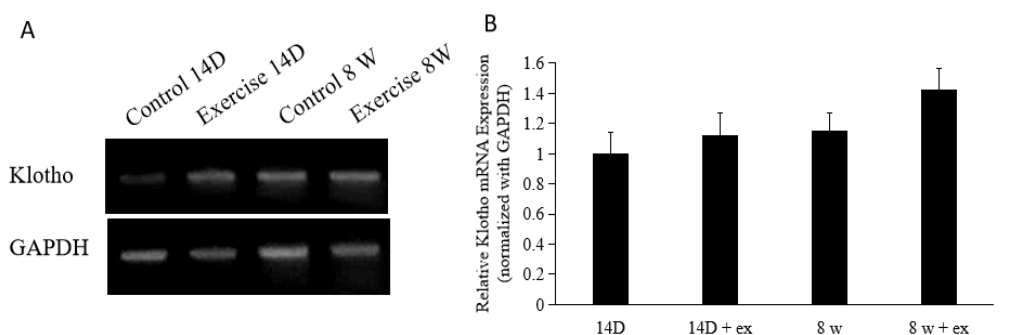 A
Control 14D
Exercise 14D
Control 8 W
Exercise 8W
Klotho
GAPDH
B
Relative Klotho mRNA Expression
(normalized with GAPDH)
1.6
1.4
1.2
1
0.8
0.6
0.4
0.2
0
14D
14D + ex
8 w
8 w + ex